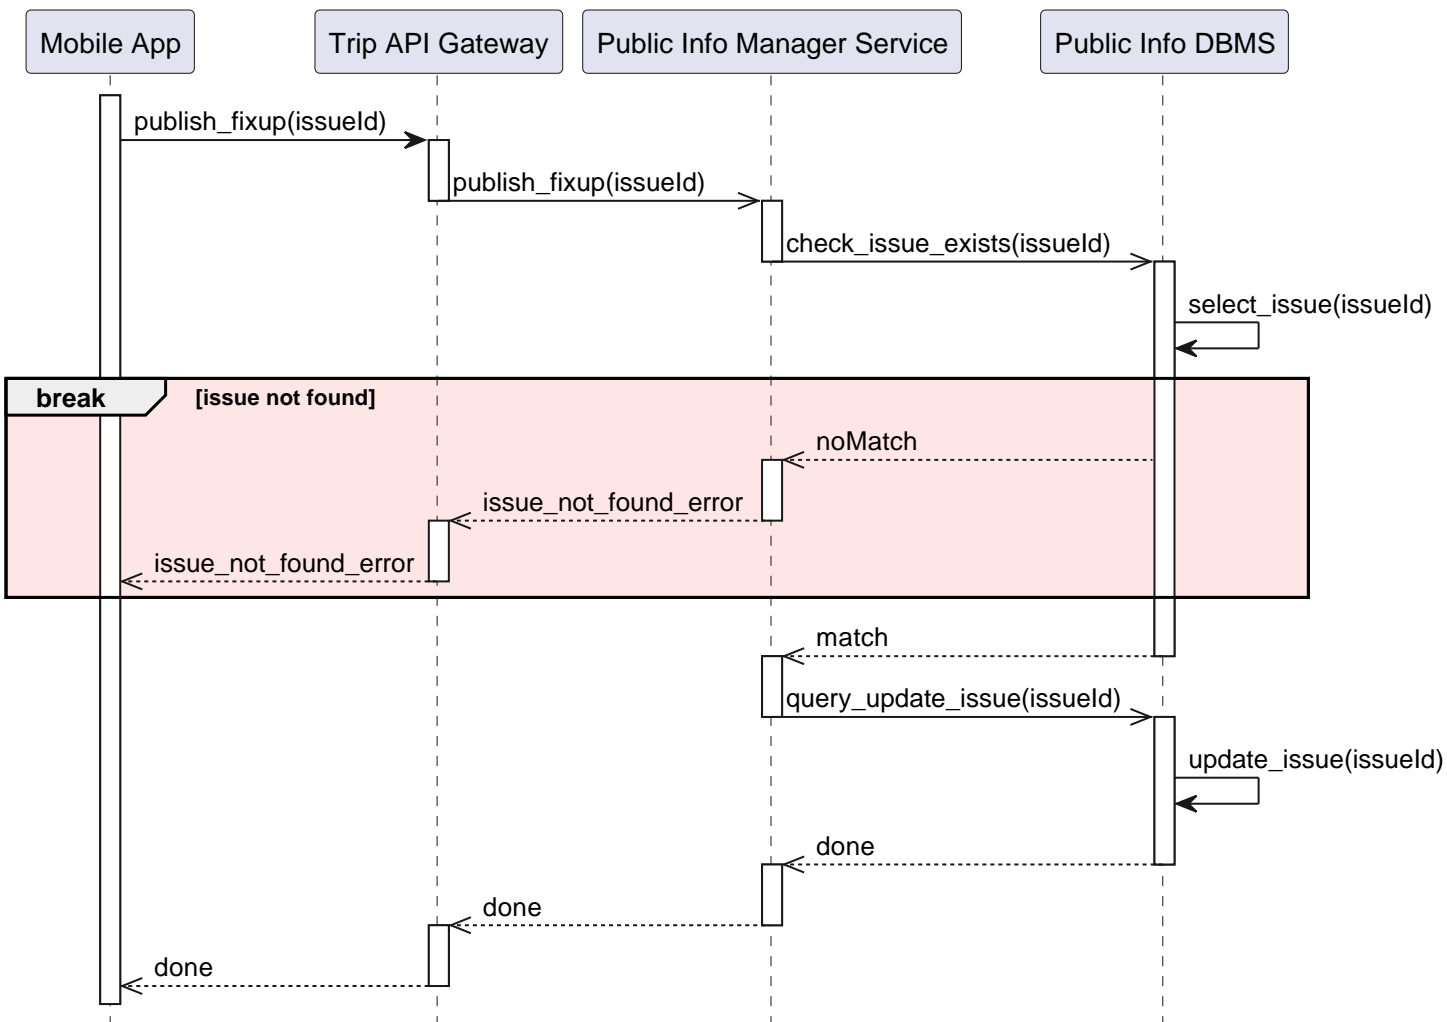 Mobile App
Trip API Gateway
Public Info Manager Service
Public Info DBMS
publish_fixup(issueId)
publish_fixup(issueId)
check_issue_exists(issueId)
select_issue(issueId)
break
[issue not found]
noMatch
issue_not_found_error
issue_not_found_error
match
query_update_issue(issueId)
update_issue(issueId)
done
done
done